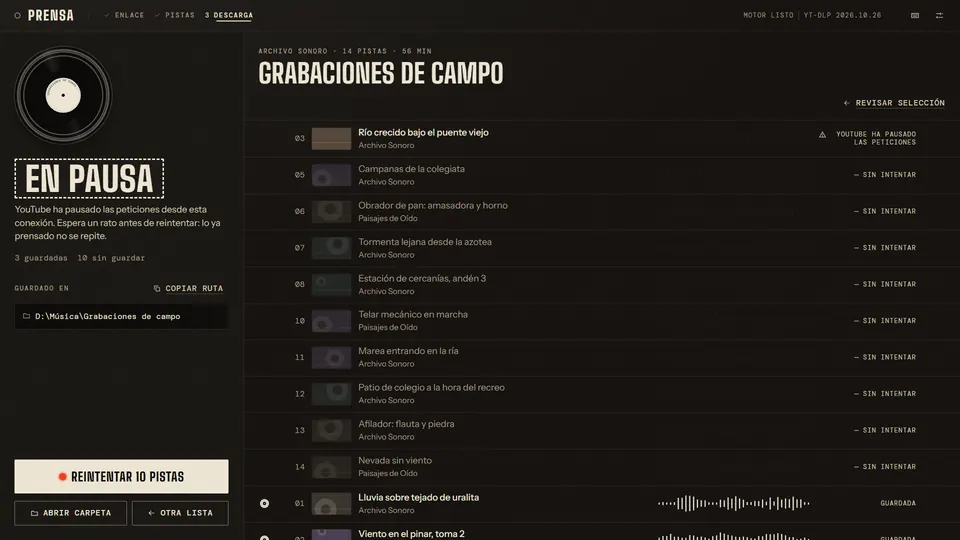 PRENSA
ENLACE
PISTAS
3 DESCARGA
MOTOR LISTO
YT-DLP 2026.10.26
EN PAUSA
YouTube ha pausado las peticiones desde esta
conexión. Espera un rato antes de reintentar: lo ya
prensado no se repite.
3 guardadas 10 sin guardar
GUARDADO EN
COPIAR RUTA
D:\Música\Grabaciones de campo
REINTENTAR 10 PISTAS
ABRIR CARPETA
← OTRA LISTA
ARCHIVO SONORO · 14 PISTAS · 56 MIN
GRABACIONES DE CAMPO
← REVISAR SELECCIÓN
03
Río crecido bajo el puente viejo
Archivo Sonoro
YOUTUBE HA PAUSADO
LAS PETICIONES
05
Campanas de la colegiata
Archivo Sonoro
— SIN INTENTAR
06
Obrador de pan: amasadora y horno
Paisajes de Oído
— SIN INTENTAR
07
Tormenta lejana desde la azotea
Archivo Sonoro
— SIN INTENTAR
08
Estación de cercanías, andén 3
Archivo Sonoro
— SIN INTENTAR
10
Telar mecánico en marcha
Paisajes de Oído
— SIN INTENTAR
11
Marea entrando en la ría
Archivo Sonoro
— SIN INTENTAR
12
Patio de colegio a la hora del recreo
Archivo Sonoro
— SIN INTENTAR
13
Afilador: flauta y piedra
Archivo Sonoro
— SIN INTENTAR
14
Nevada sin viento
Paisajes de Oído
— SIN INTENTAR
01
Lluvia sobre tejado de uralita
Archivo Sonoro
GUARDADA
Viento en el pinar, toma 2